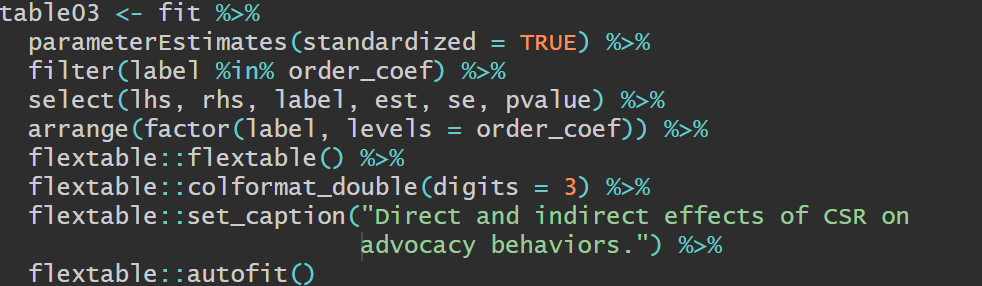 table03 <- fit %>%
parameterEstimates(standardized = TRUE) %>%
filter(label %in% order_coef) %>%
select(lhs, rhs, label, est, se, pvalue) %>%
arrange(factor(label, levels = order_coef)) %>%
flextable::flextable() %>%
flextable::colformat_double(digits = 3) %>%
flextable::set_caption("Direct and indirect effects of CSR on
advocacy behaviors.") %>%
flextable::autofit()